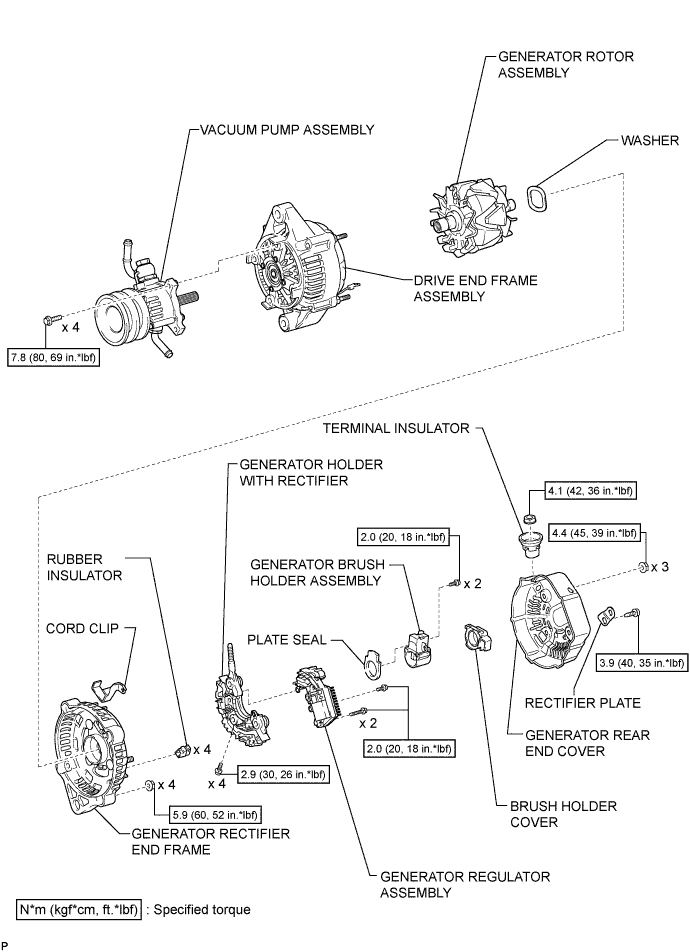 GENERATOR ROTOR
ASSEMBLY
VACUUM PUMP ASSEMBLY
WASHER
DRIVE END FRAME
ASSEMBLY
x 4
7.8 (80, 69 in.*lbf)
TERMINAL INSULATOR
GENERATOR HOLDER
WITH RECTIFIER
4.1 (42, 36 in.*lbf)
2.0 (20, 18 in.*lbf)
4.4 (45, 39 in.*lbf)
RUBBER
INSULATOR
GENERATOR BRUSH
HOLDER ASSEMBLY
x 2
x 3
CORD CLIP
PLATE SEAL
3.9 (40, 35 in.*lbf)
RECTIFIER PLATE
x 2
GENERATOR REAR
END COVER
x 4
2.0 (20, 18 in.*lbf)
2.9 (30, 26 in.*lbf)
x 4
x 4
5.9 (60, 52 in.*lbf)
BRUSH HOLDER
COVER
GENERATOR RECTIFIER
END FRAME
GENERATOR REGULATOR
ASSEMBLY
N*m (kgf*cm, ft.*lbf) : Specified torque
P